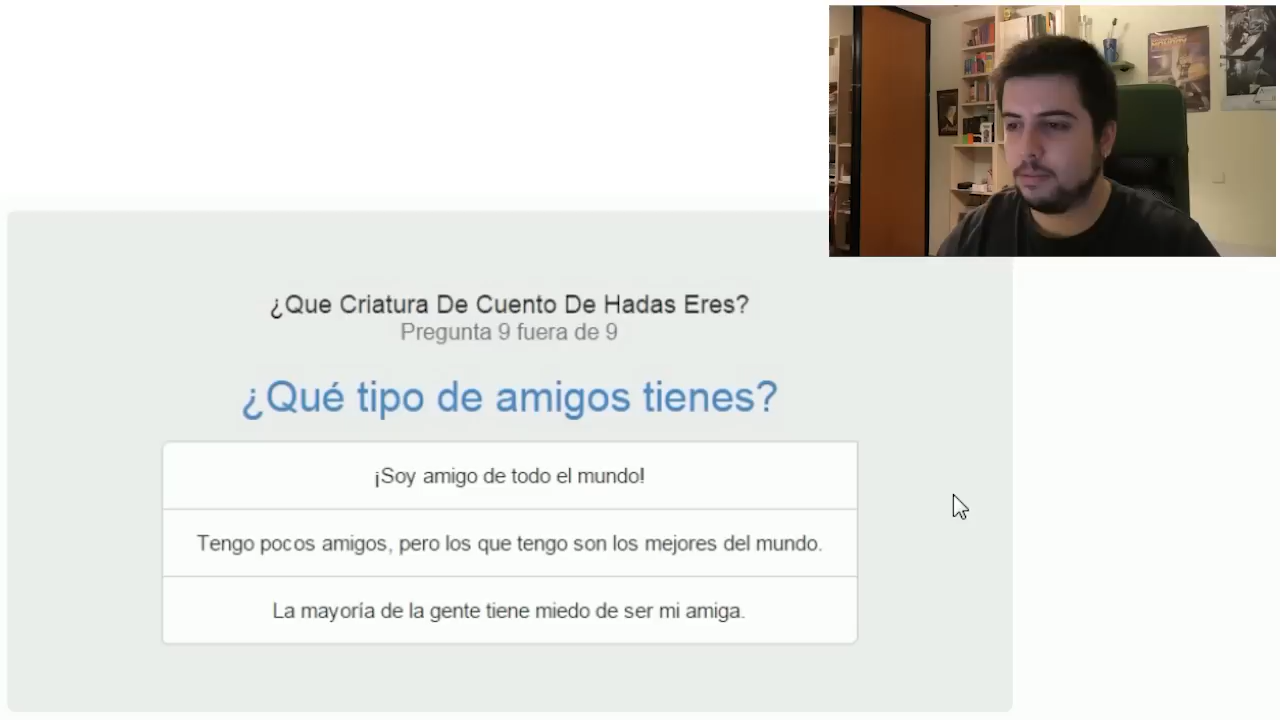 ¿Que Criatura De Cuento De Hadas Eres?
Pregunta 9 fuera de 9
¿Qué tipo de amigos tienes?
¡Soy amigo de todo el mundo!
Tengo pocos amigos, pero los que tengo son los mejores del mundo.
La mayoría de la gente tiene miedo de ser mi amiga.